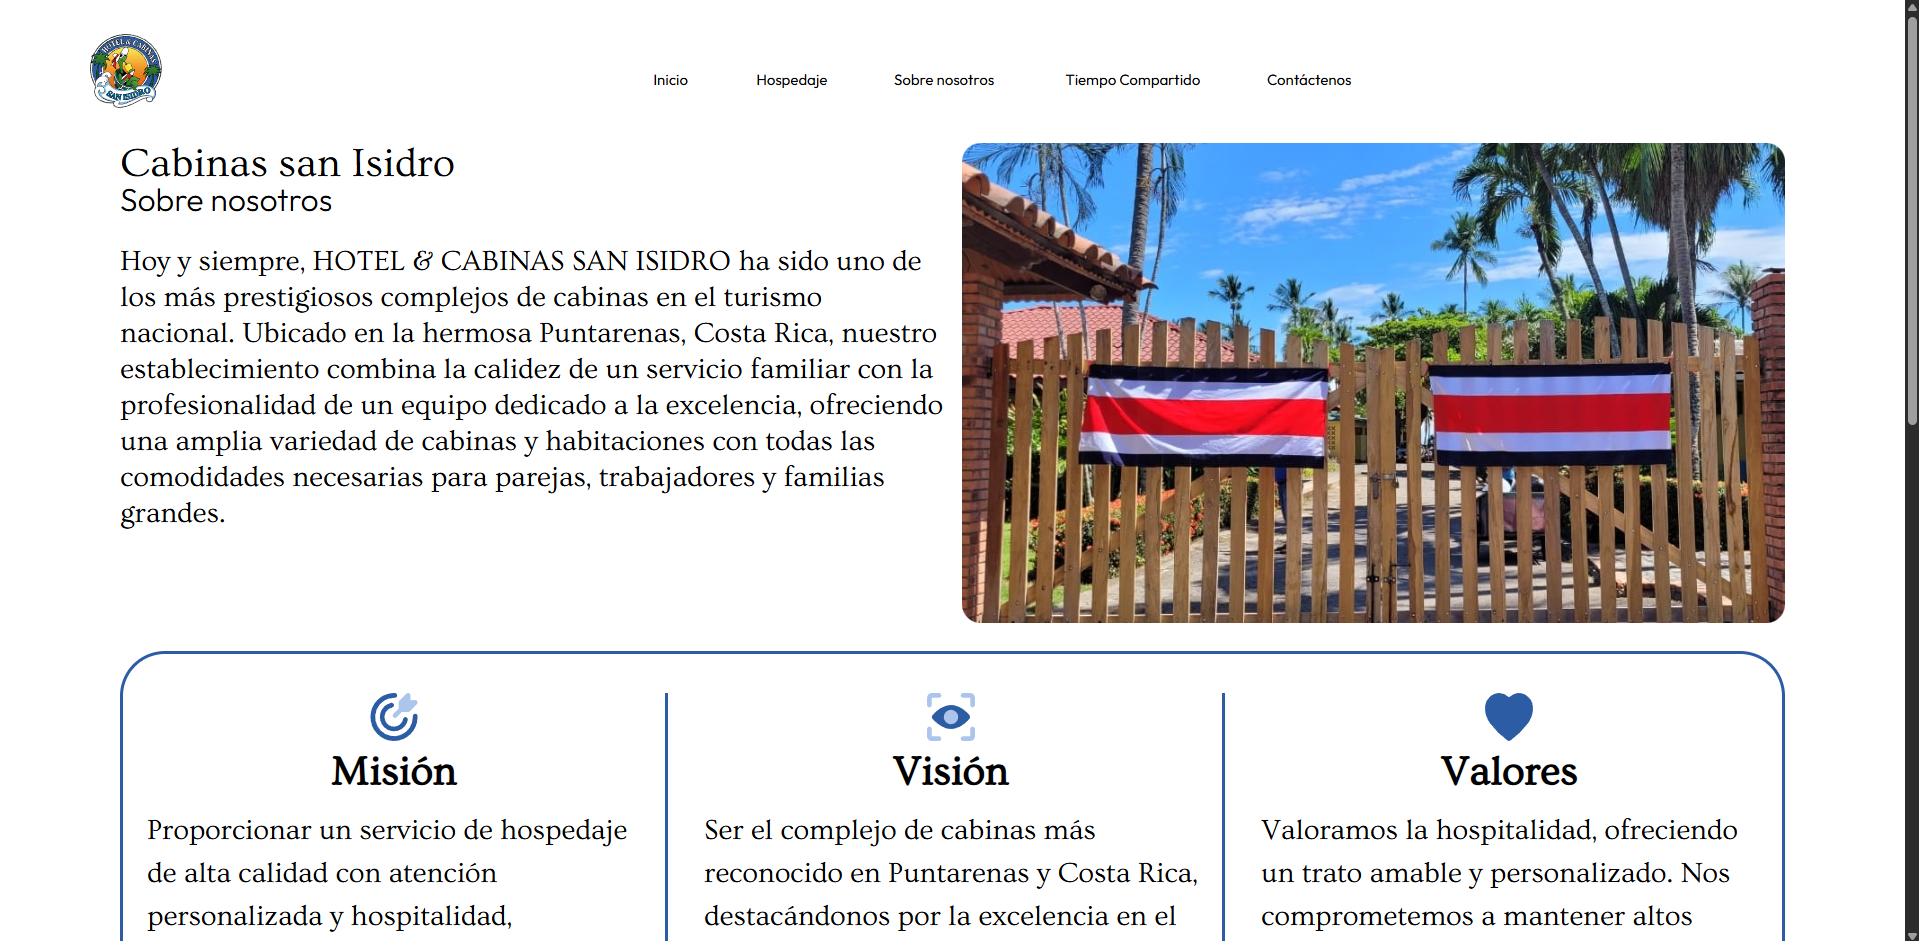 HOTEL & CABINAS
SAN ISIDRO
Inicio
Hospedaje
Sobre nosotros
Tiempo Compartido
Contáctenos
Cabinas san Isidro
Sobre nosotros
Hoy y siempre, HOTEL & CABINAS SAN ISIDRO ha sido uno de
los más prestigiosos complejos de cabinas en el turismo
nacional. Ubicado en la hermosa Puntarenas, Costa Rica, nuestro
establecimiento combina la calidez de un servicio familiar con la
profesionalidad de un equipo dedicado a la excelencia, ofreciendo
una amplia variedad de cabinas y habitaciones con todas las
comodidades necesarias para parejas, trabajadores y familias
grandes.
Misión
Proporcionar un servicio de hospedaje
de alta calidad con atención
personalizada y hospitalidad,
Visión
Ser el complejo de cabinas más
reconocido en Puntarenas y Costa Rica,
destacándonos por la excelencia en el
Valores
Valoramos la hospitalidad, ofreciendo
un trato amable y personalizado. Nos
comprometemos a mantener altos